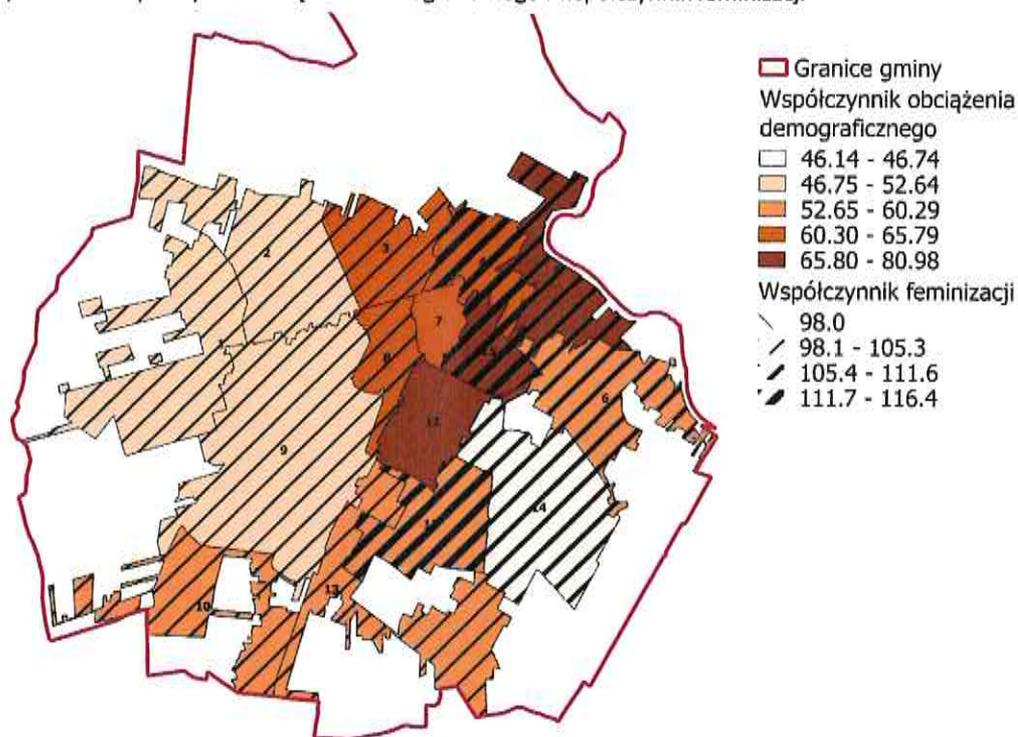 Granice gminy
Współczynnik obciążenia
demograficznego
46.14 - 46.74
46.75 - 52.64
52.65 - 60.29
60.30 - 65.79
65.80 - 80.98
Współczynnik feminizacji
98.0
98.1 - 105.3
105.4 - 111.6
111.7 - 116.4
2
3
7
6
9
14
10
13